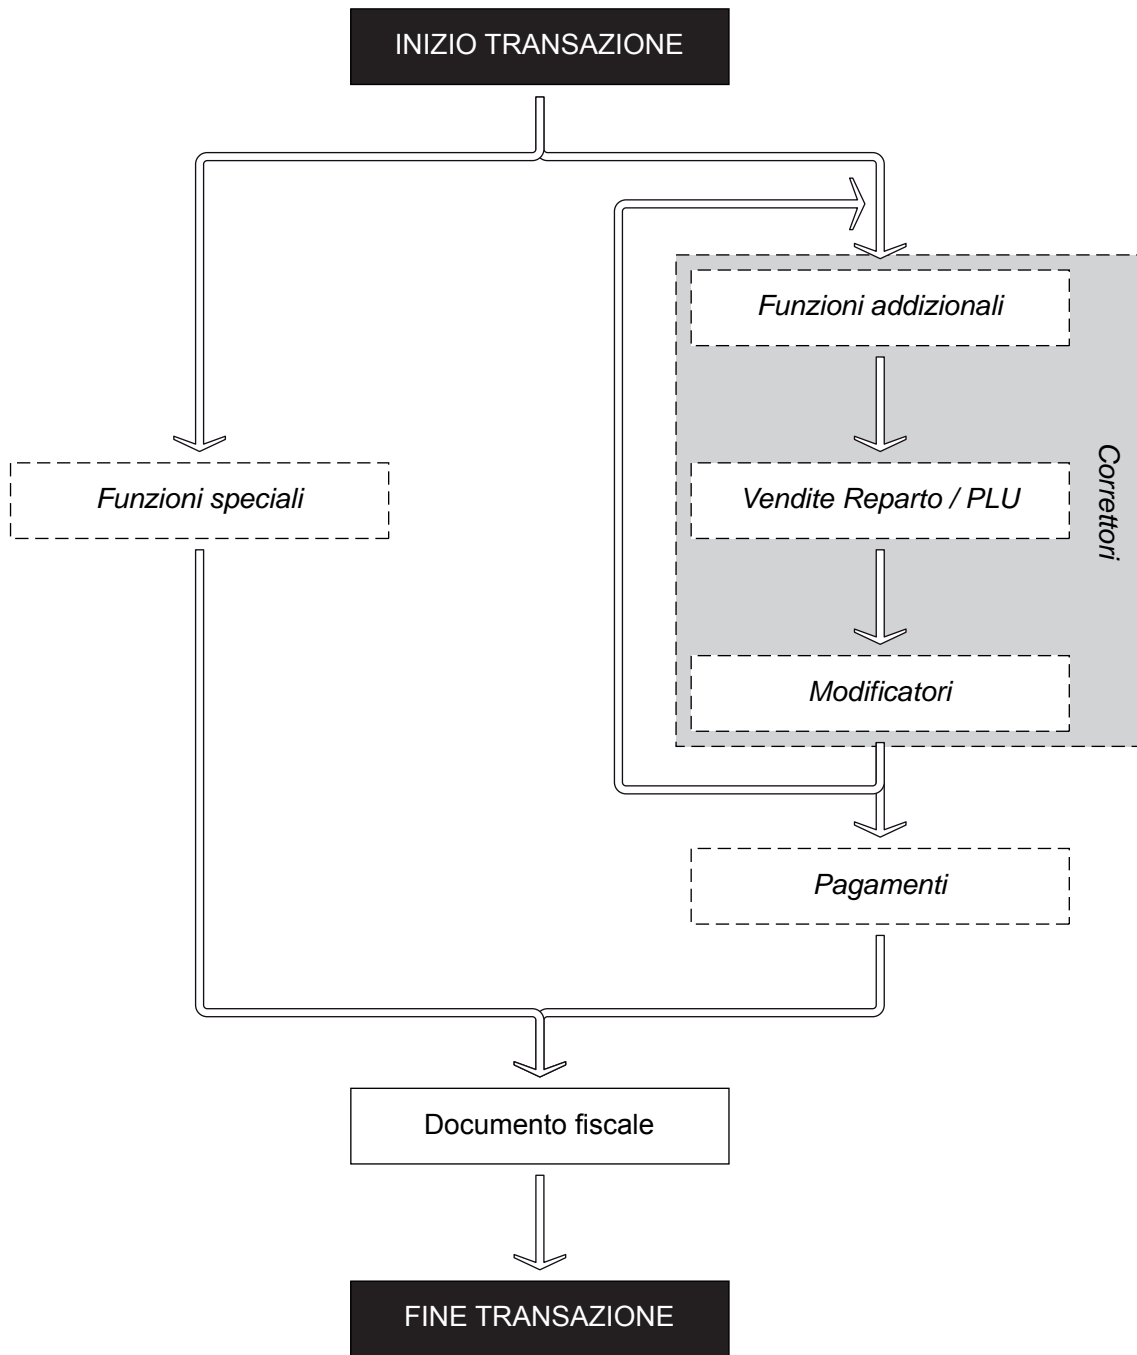 INIZIO TRANSAZIONE
Funzioni addizionali
Funzioni speciali
Vendite Reparto / PLU
Correttori
Modificatori
Pagamenti
Documento fiscale
FINE TRANSAZIONE